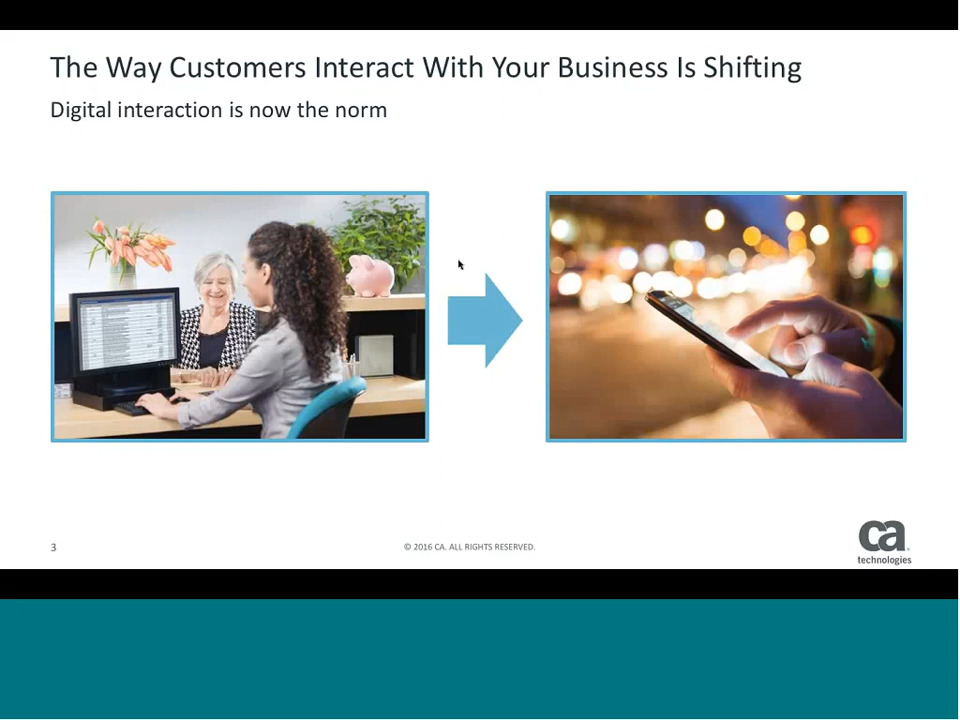 The Way Customers Interact With Your Business Is Shifting
Digital interaction is now the norm
3
© 2016 CA. ALL RIGHTS RESERVED.
ca
technologies